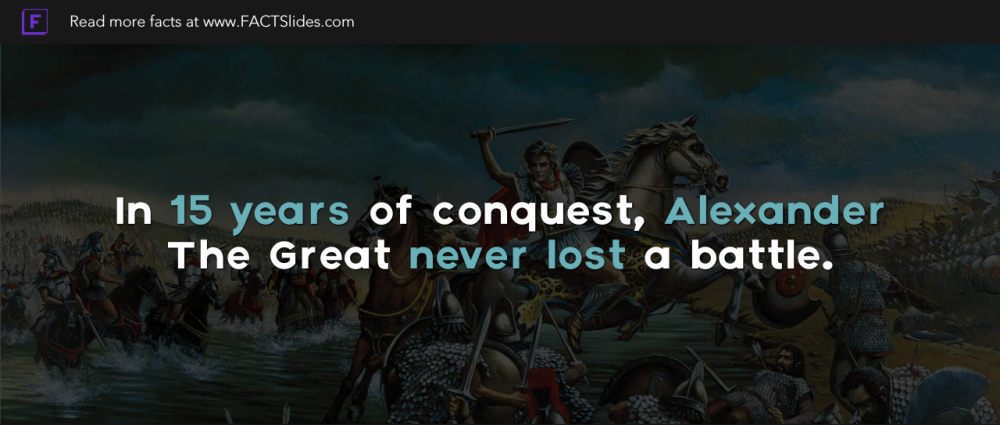 F
Read more facts at www.FACTSlides.com
In 15 years of conquest, Alexander
The Great never lost a battle.